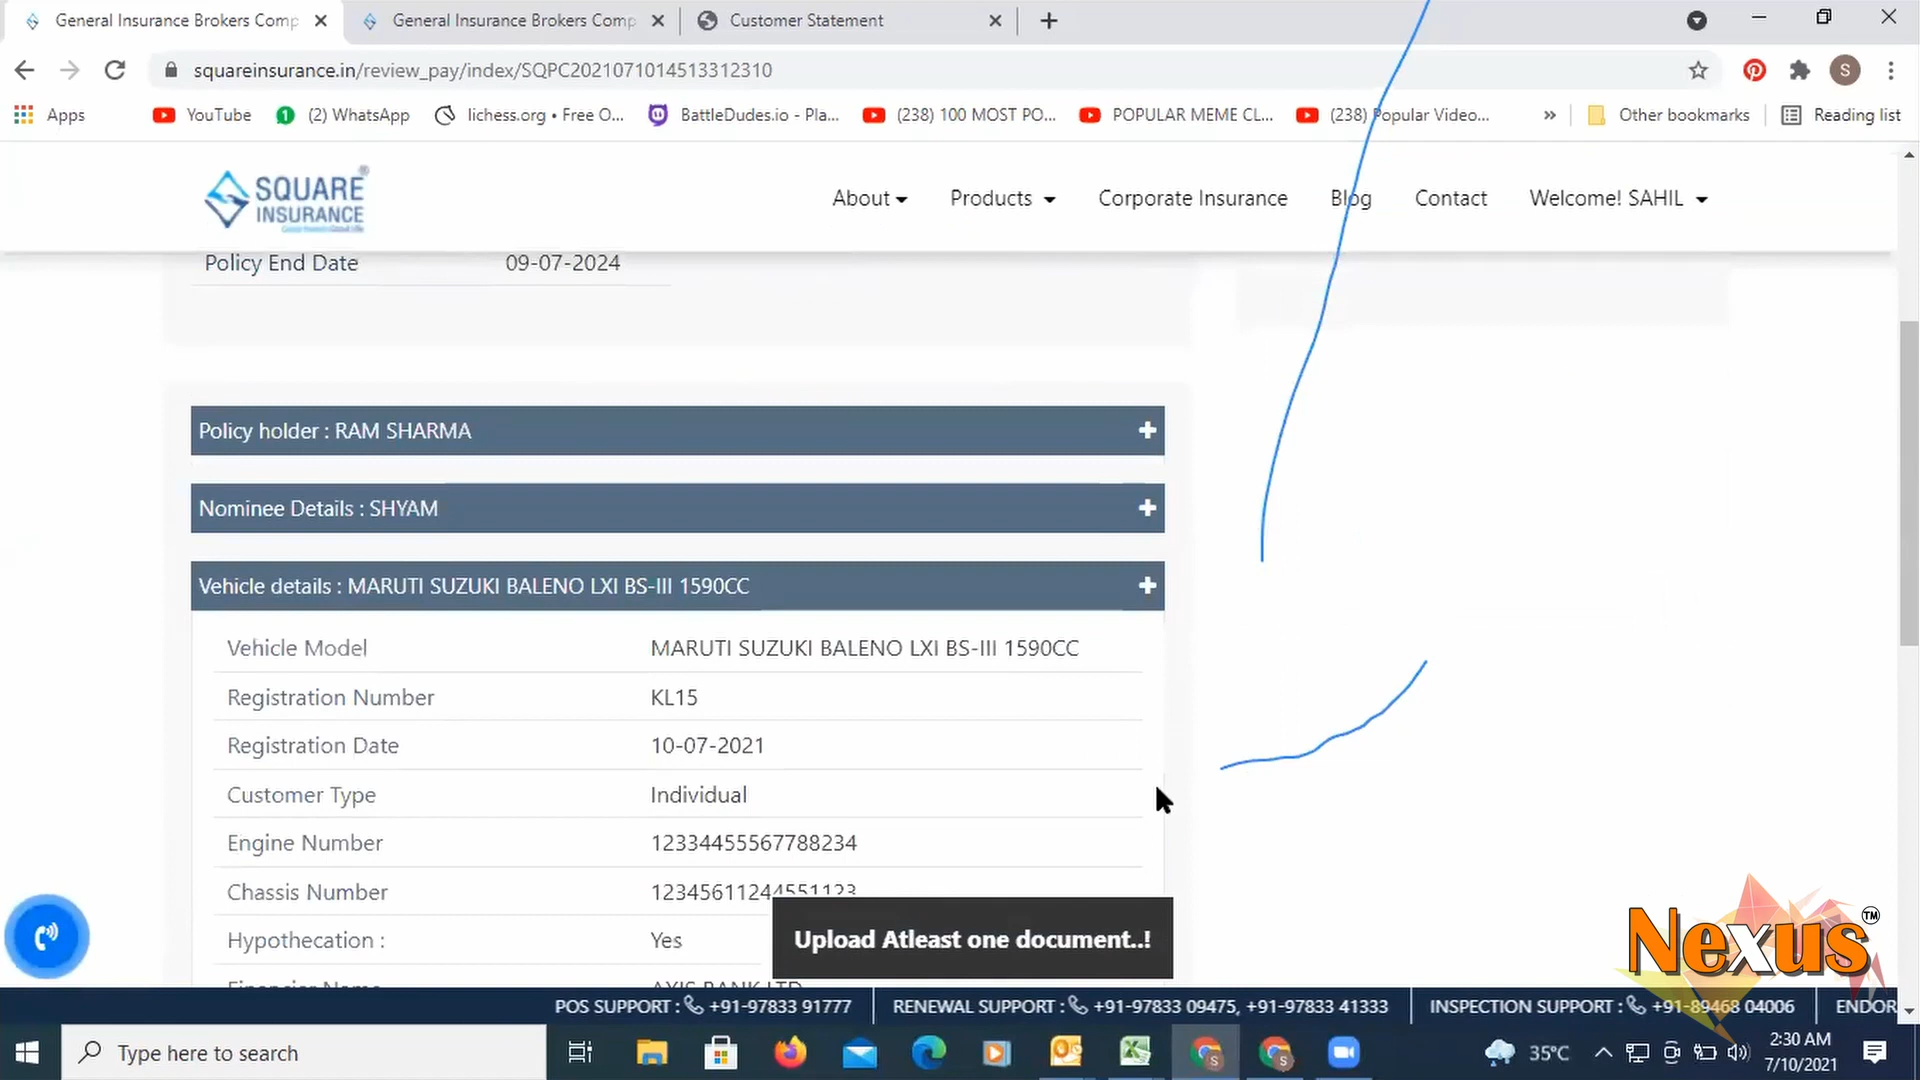 General Insurance Brokers Comp
General Insurance Brokers Comp
Customer Statement
squareinsurance.in/review_pay/index/SQPC2021071014513312310
S
Apps
YouTube
(2) WhatsApp
lichess.org • Free O...
BattleDudes.io - Pla...
(238) 100 MOST PO...
POPULAR MEME CL...
(238) Popular Video...
Other bookmarks
Reading list
SQUARE
INSURANCE
About
Products
Corporate Insurance
Blog
Contact
Welcome! SAHIL
Policy End Date 09-07-2024
Policy holder : RAM SHARMA
Nominee Details : SHYAM
Vehicle details : MARUTI SUZUKI BALENO LXI BS-III 1590CC
Vehicle Model MARUTI SUZUKI BALENO LXI BS-III 1590CC
Registration Number KL15
Registration Date 10-07-2021
Customer Type Individual
Engine Number 12334455567788234
Chassis Number 12345611244551123
Hypothecation : Yes
Upload Atleast one document..!
Financier Name AXIS BANK LTD
Nexus™
POS SUPPORT : +91-97833 91777
RENEWAL SUPPORT : +91-97833 09475, +91-97833 41333
INSPECTION SUPPORT : +91-89468 04006
ENDOR
Type here to search
35°C
2:30 AM
7/10/2021